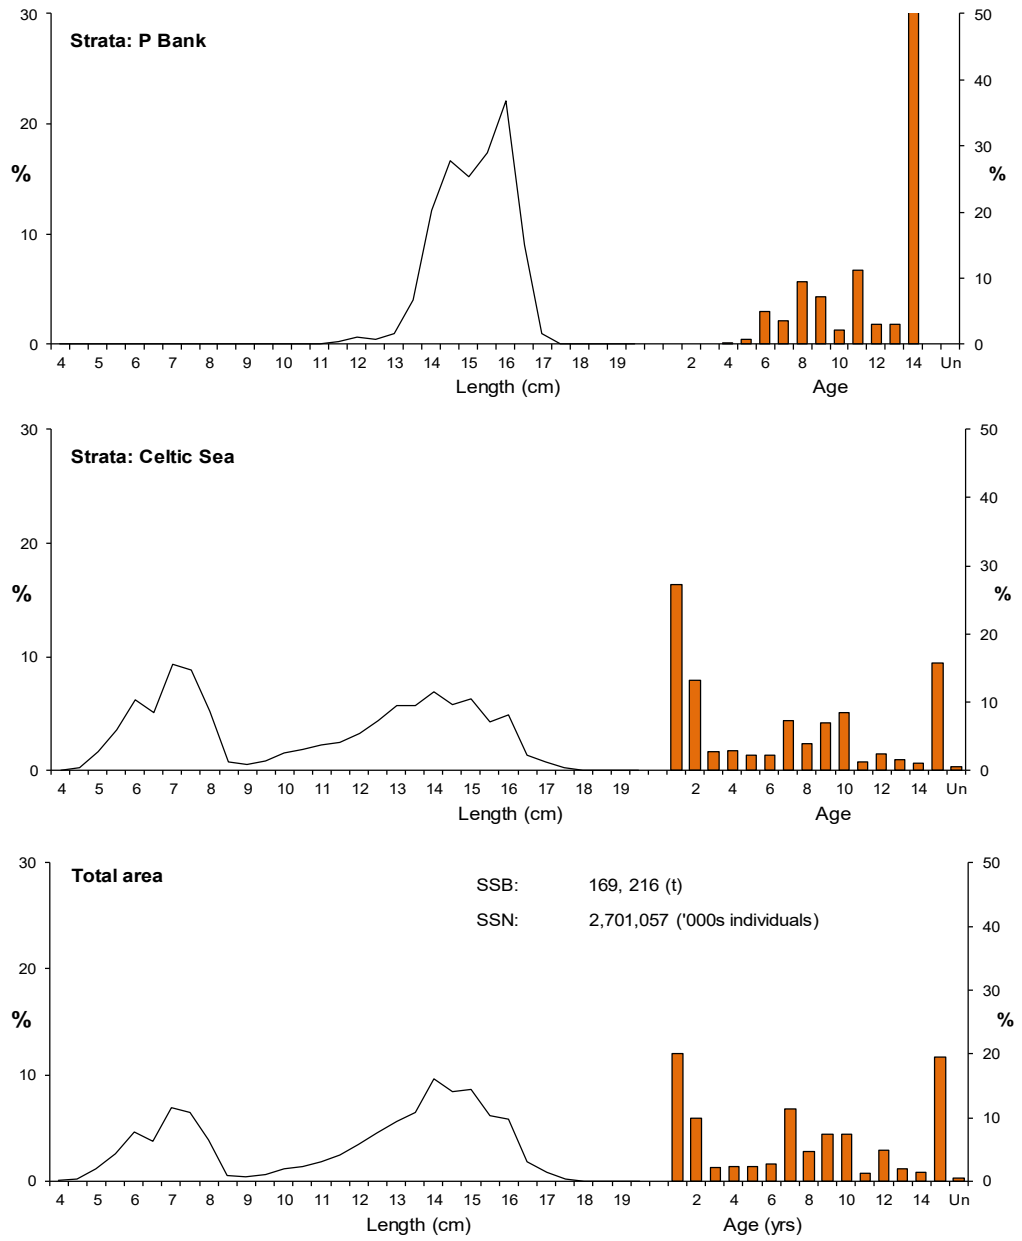 30
50
Strata: P Bank
40
20
30
%
%
20
10
10
0
0
4 5 6 7 8 9 10 11 12 13 14 15 16 17 18 19
2 4 6 8 10 12 14 Un
Length (cm)
Age
30
50
Strata: Celtic Sea
40
20
30
%
%
20
10
10
0
0
4 5 6 7 8 9 10 11 12 13 14 15 16 17 18 19
2 4 6 8 10 12 14 Un
Length (cm)
Age
30
50
Total area
SSB: 169, 216 (t)
SSN: 2,701,057 ('000s individuals)
40
20
30
%
%
20
10
10
0
0
4 5 6 7 8 9 10 11 12 13 14 15 16 17 18 19
2 4 6 8 10 12 14 Un
Length (cm)
Age (yrs)